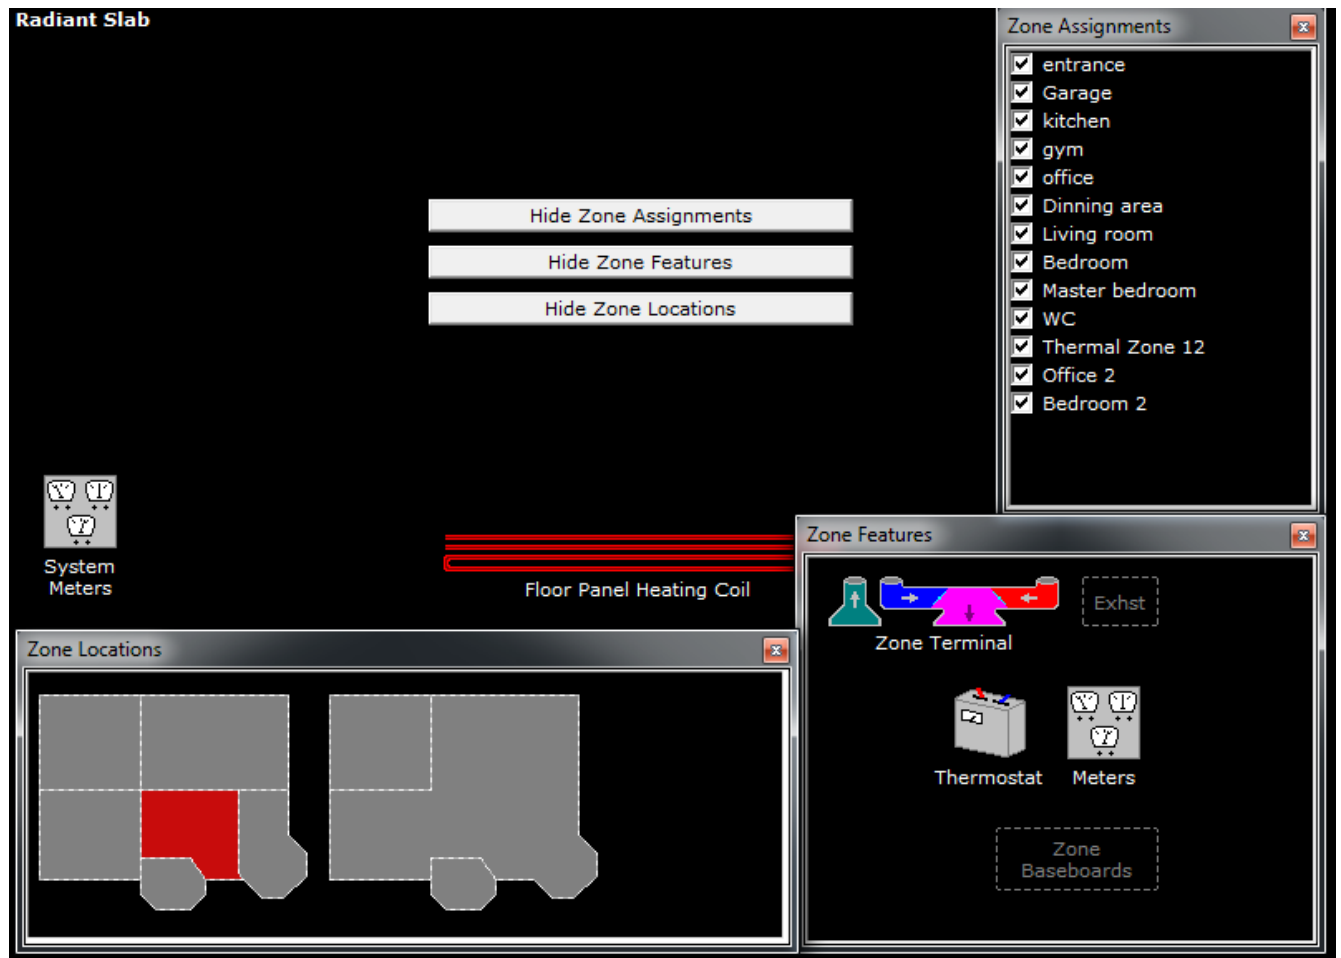 Radiant Slab
Zone Assignments
entrance
Garage
kitchen
gym
office
Dinning area
Living room
Bedroom
Master bedroom
WC
Thermal Zone 12
Office 2
Bedroom 2
Hide Zone Assignments
Hide Zone Features
Hide Zone Locations
System
Meters
Floor Panel Heating Coil
Zone Features
Exhst
Zone Terminal
Thermostat
Meters
Zone
Baseboards
Zone Locations